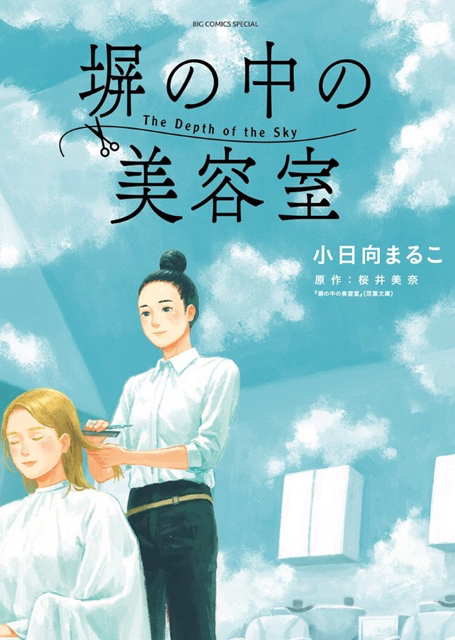 BIG COMICS SPECIAL
塀の中の
The Depth of the Sky
美容室
小日向まるこ
原作：桜井美奈
『塀の中の美容室』(双葉文庫)